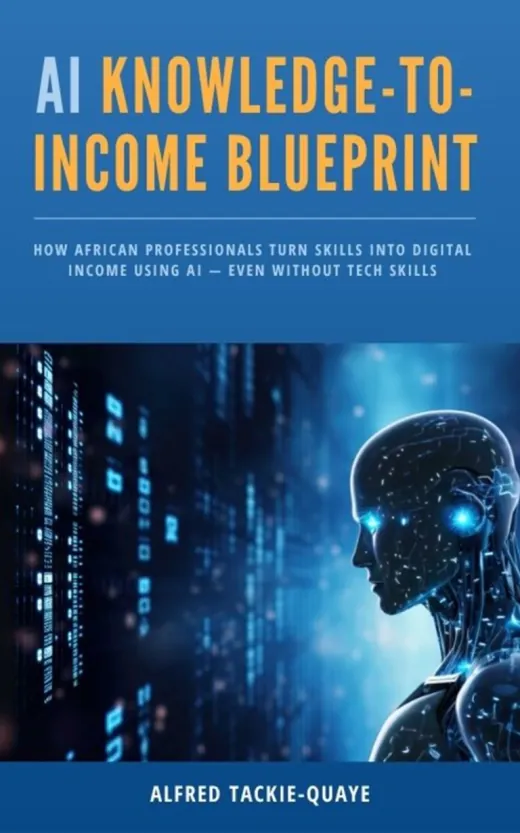 AI KNOWLEDGE-TO-
INCOME BLUEPRINT
HOW AFRICAN PROFESSIONALS TURN SKILLS INTO DIGITAL
INCOME USING AI — EVEN WITHOUT TECH SKILLS
ALFRED TACKIE-QUAYE